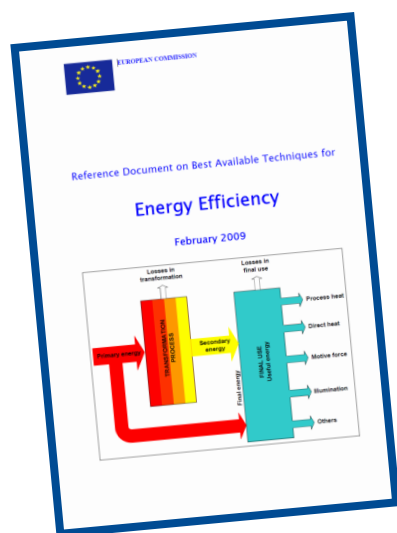 EUROPEAN COMMISSION
Reference Document on Best Available Techniques for
Energy Efficiency
February 2009
Losses in
transformation
Losses in
final use
Primary energy
TRANSFORMATION
PROCESS
Secondary
energy
Final energy
FINAL USE
Useful energy
Process heat
Direct heat
Motive force
Illumination
Others